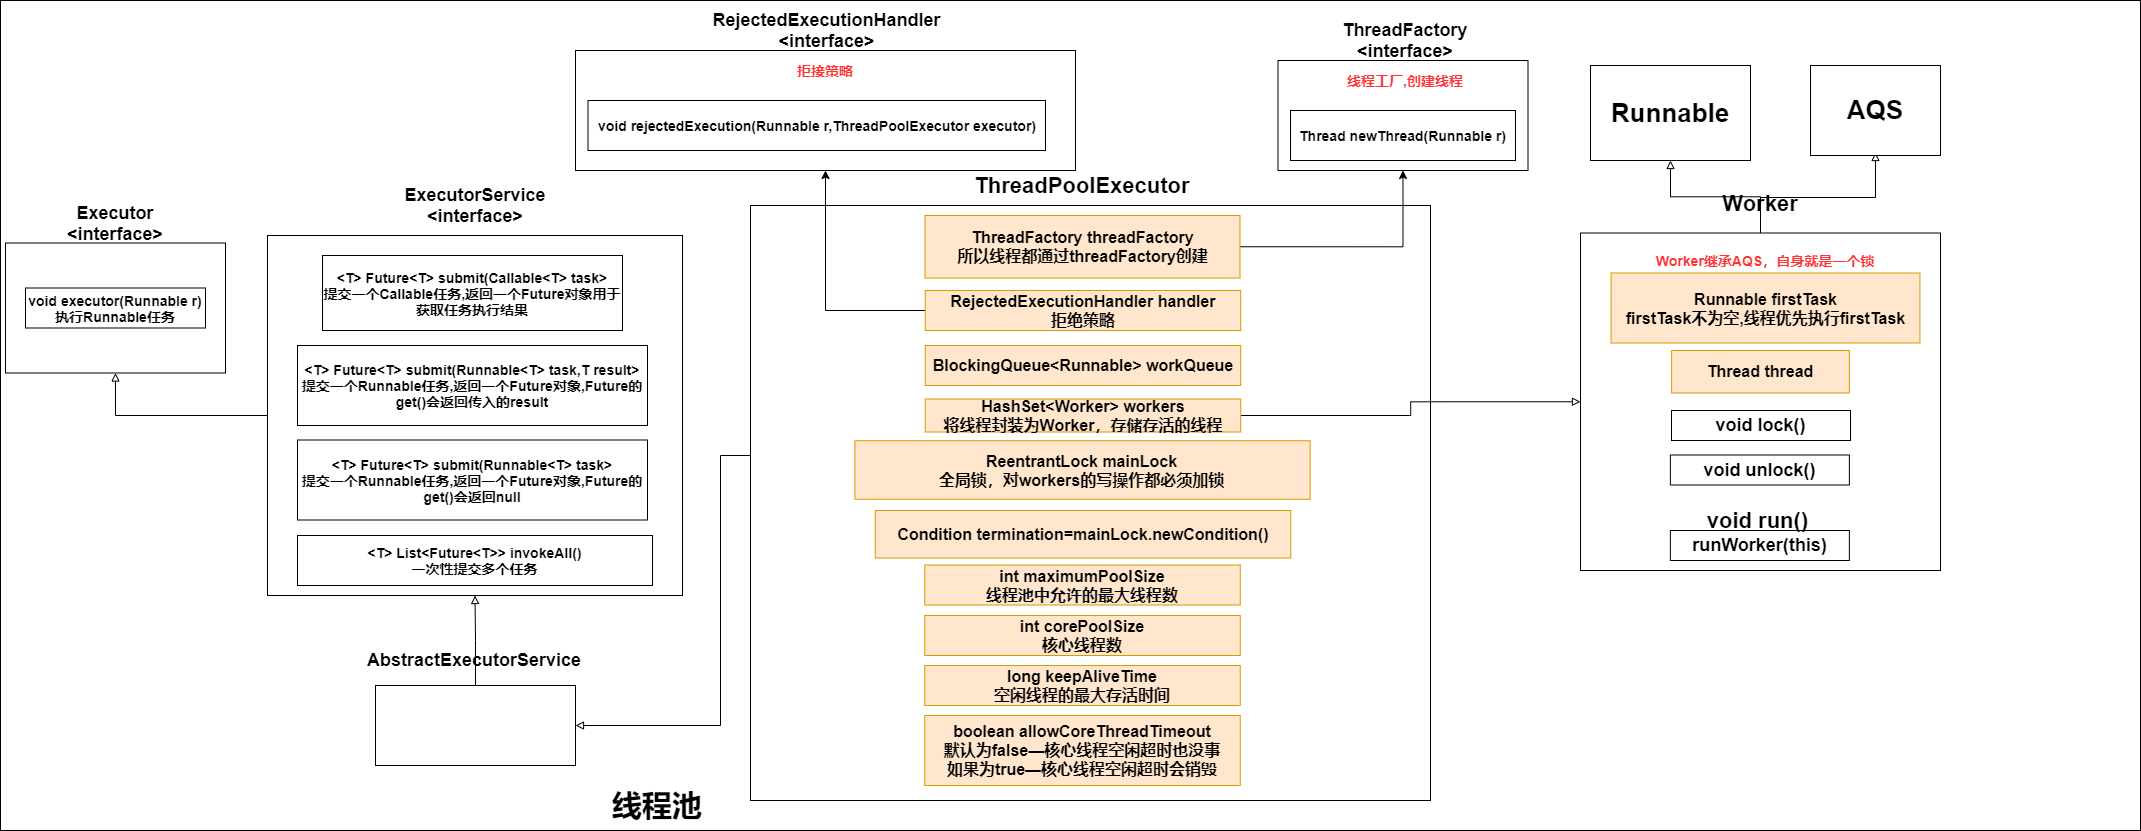 RejectedExecutionHandler
<interface>
拒接策略
void rejectedExecution(Runnable r,ThreadPoolExecutor executor)
ThreadFactory
<interface>
线程工厂,创建线程
Thread newThread(Runnable r)
Runnable
AQS
Executor
<interface>
void executor(Runnable r)
执行Runnable任务
ExecutorService
<interface>
<T> Future<T> submit(Callable<T> task>
提交一个Callable任务,返回一个Future对象用于
获取任务执行结果
<T> Future<T> submit(Runnable<T> task,T result>
提交一个Runnable任务,返回一个Future对象,Future的
get()会返回传入的result
<T> Future<T> submit(Runnable<T> task>
提交一个Runnable任务,返回一个Future对象,Future的
get()会返回null
<T> List<Future<T>> invokeAll()
一次性提交多个任务
AbstractExecutorService
ThreadPoolExecutor
ThreadFactory threadFactory
所以线程都通过threadFactory创建
RejectedExecutionHandler handler
拒绝策略
BlockingQueue<Runnable> workQueue
HashSet<Worker> workers
将线程封装为Worker，存储存活的线程
ReentrantLock mainLock
全局锁，对workers的写操作都必须加锁
Condition termination=mainLock.newCondition()
int maximumPoolSize
线程池中允许的最大线程数
int corePoolSize
核心线程数
long keepAliveTime
空闲线程的最大存活时间
boolean allowCoreThreadTimeout
默认为false—核心线程空闲超时也没事
如果为true—核心线程空闲超时会销毁
Worker
Worker继承AQS，自身就是一个锁
Runnable firstTask
firstTask不为空,线程优先执行firstTask
Thread thread
void lock()
void unlock()
void run()
runWorker(this)
线程池